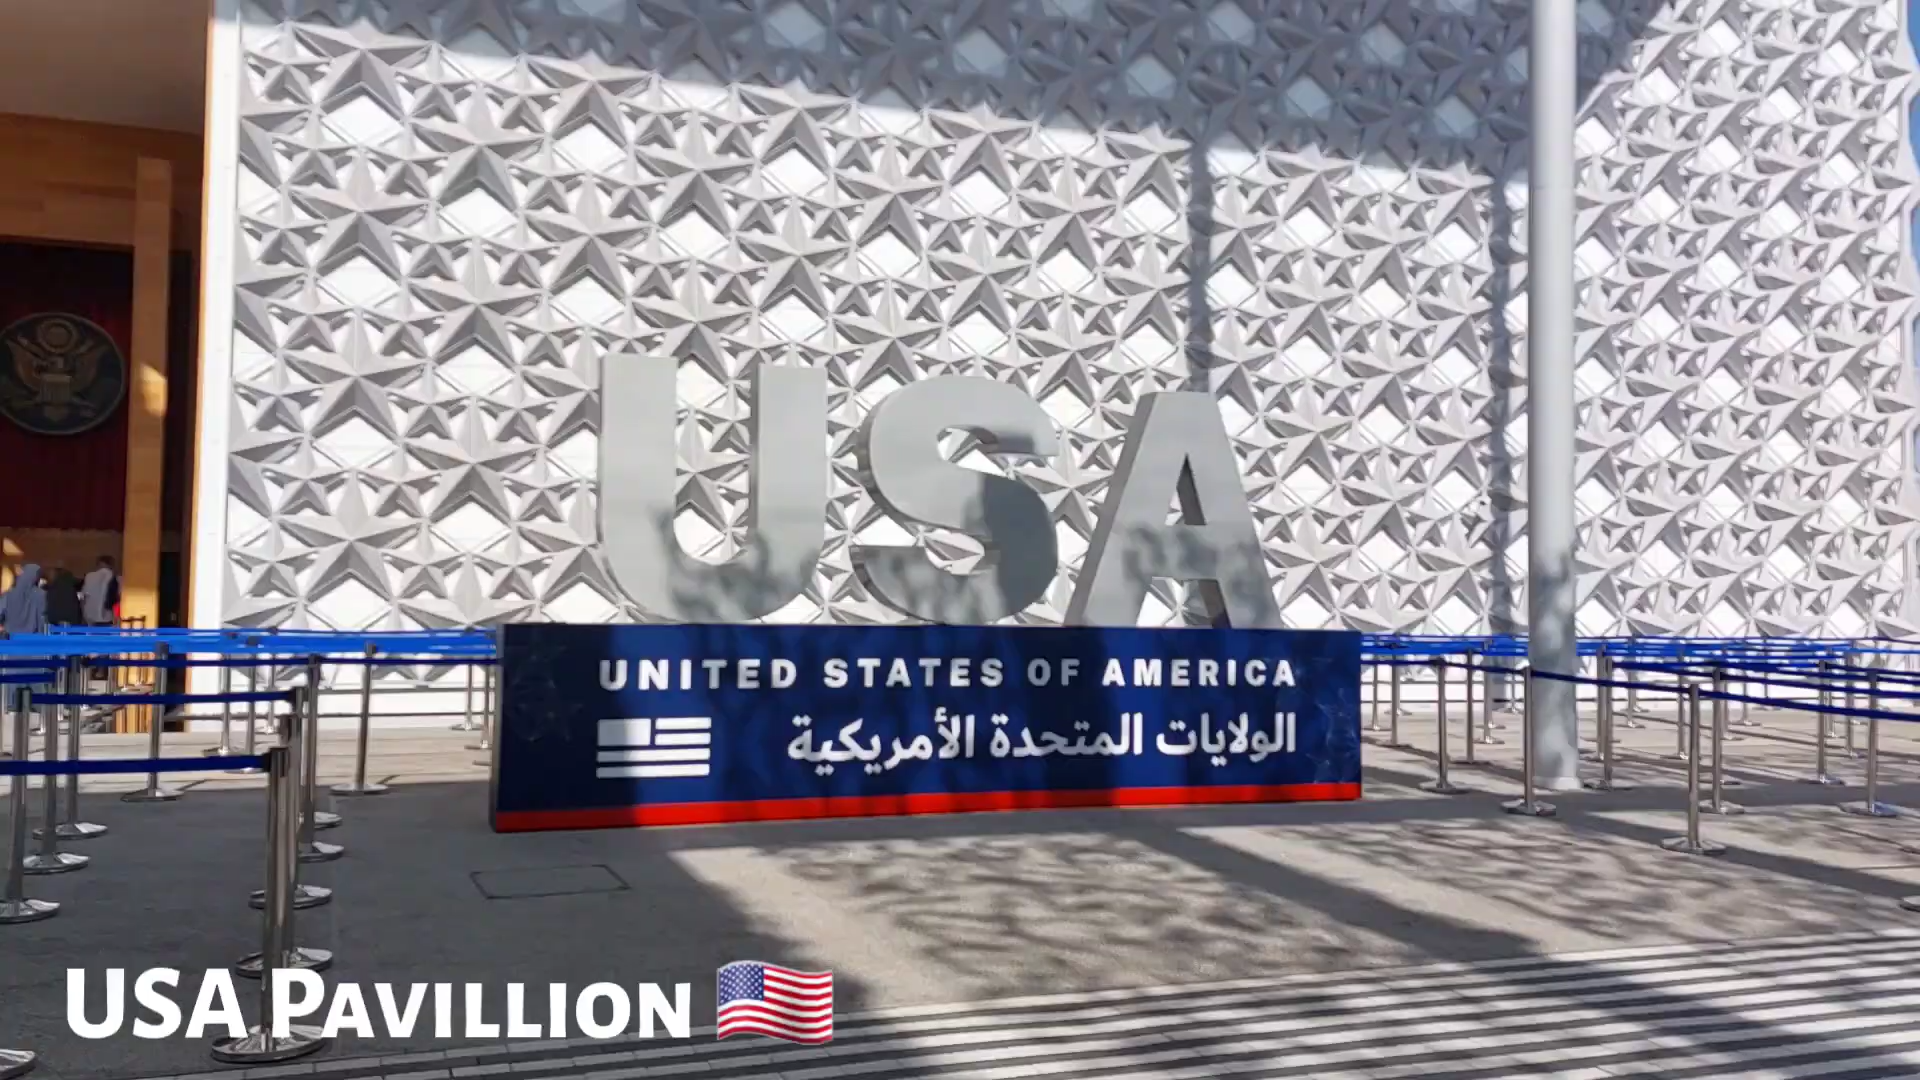 USA
UNITED STATES OF AMERICA
الولايات المتحدة الأمريكية
USA PAVILLION 🇺🇸